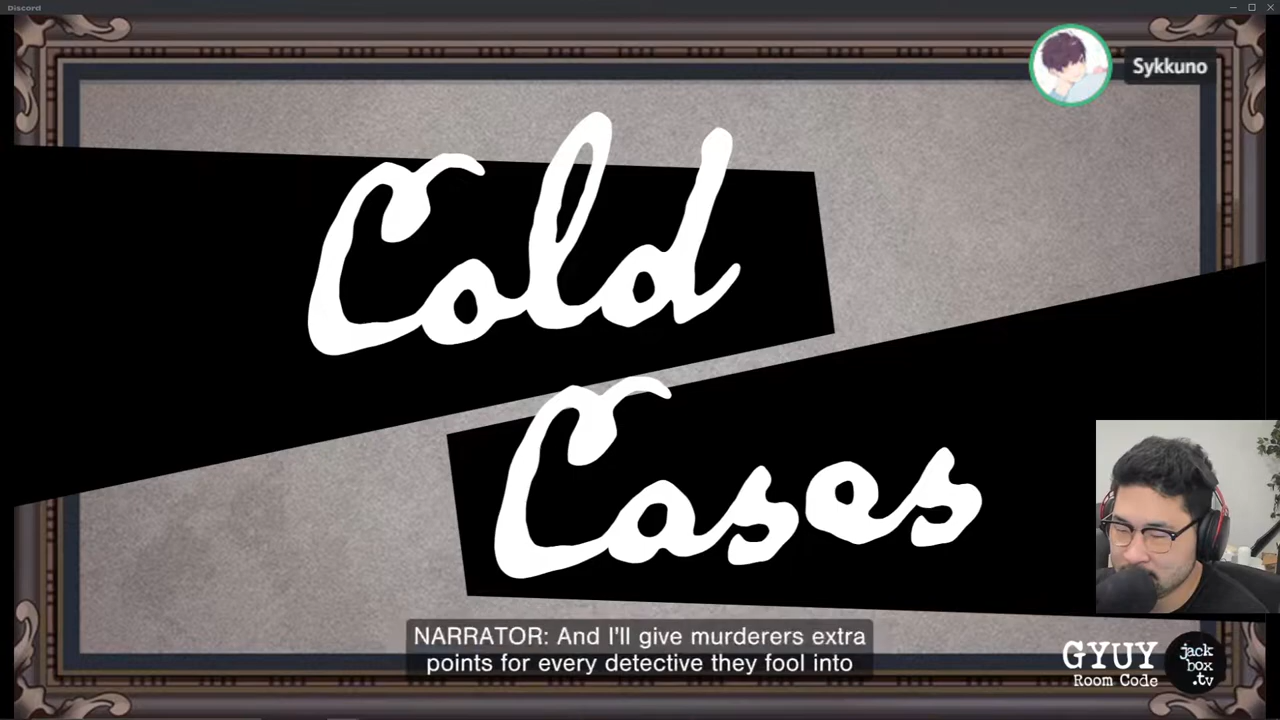 Discord
Sykkuno
Cold
Cases
NARRATOR: And I'll give murderers extra
points for every detective they fool into
GYUY
Room Code
jack
box
.tv